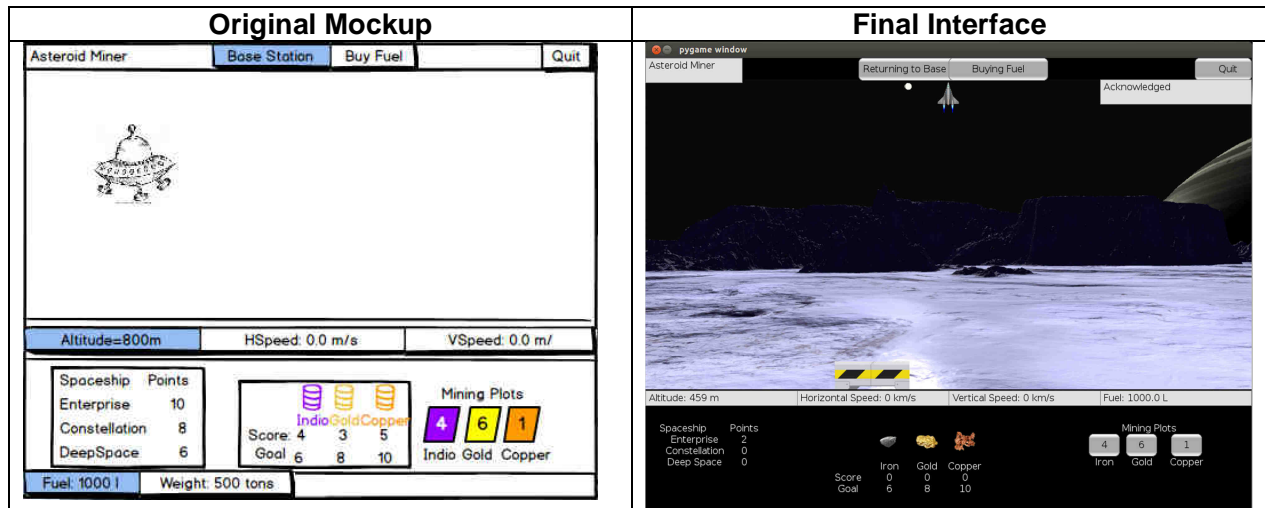 Original Mockup
Final Interface
Asteroid Miner Base Station Buy Fuel Quit
Altitude=800m HSpeed: 0.0 m/s VSpeed: 0.0 m/
Spaceship Points
Enterprise 10
Constellation 8
DeepSpace 6
Indio Gold Copper
Score: 4 3 5
Goal 6 8 10
Mining Plots
4 6 1
Indio Gold Copper
Fuel: 1000 l Weight: 500 tons
pygame window
Asteroid Miner Returning to Base Buying Fuel Quit
Acknowledged
Altitude: 459 m Horizontal Speed: 0 km/s Vertical Speed: 0 km/s Fuel: 1000.0 L
Spaceship Points
Enterprise 2
Constellation 0
Deep Space 0
Iron Gold Copper
Score 0 0 0
Goal 6 8 10
Mining Plots
4 6 1
Iron Gold Copper